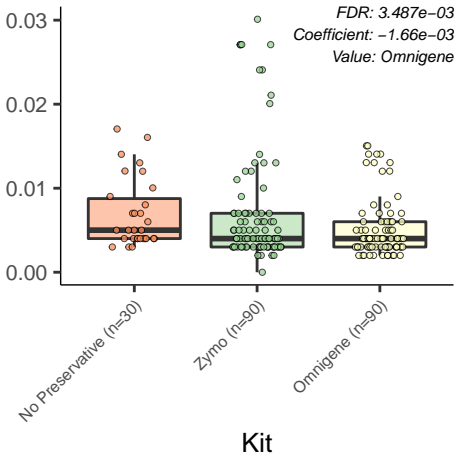 FDR: 3.487e−03
Coefficient: −1.66e−03
Value: Omnigene
0.03
0.02
0.01
0.00
No Preservative (n=30)
Zymo (n=90)
Omnigene (n=90)
Kit